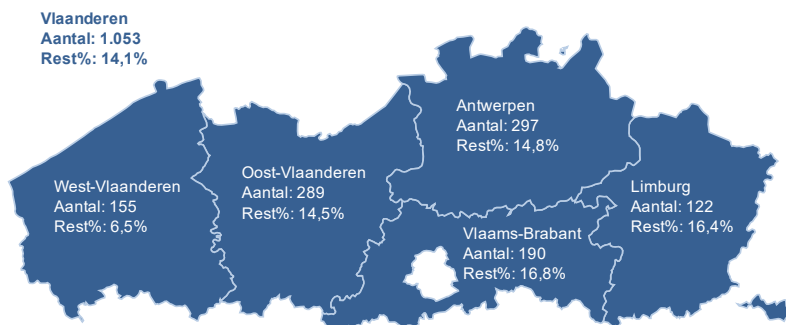 Vlaanderen
Aantal: 1.053
Rest%: 14,1%
Antwerpen
Aantal: 297
Rest%: 14,8%
West-Vlaanderen
Aantal: 155
Rest%: 6,5%
Oost-Vlaanderen
Aantal: 289
Rest%: 14,5%
Limburg
Aantal: 122
Rest%: 16,4%
Vlaams-Brabant
Aantal: 190
Rest%: 16,8%